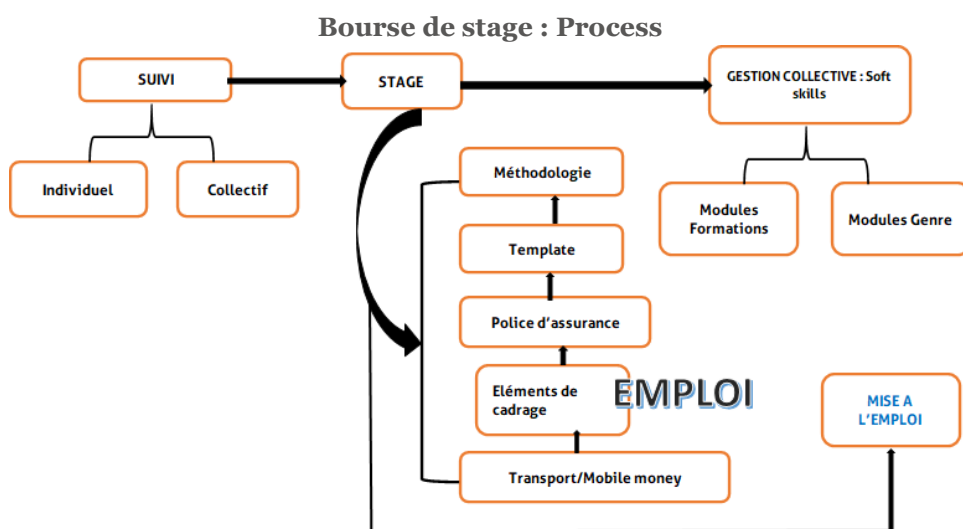 Bourse de stage : Process
SUIVI
STAGE
GESTION COLLECTIVE : Soft
skills
Individuel
Collectif
Méthodologie
Modules
Formations
Modules Genre
Template
Police d'assurance
Eléments de
cadrage
EMPLOI
MISE A
L'EMPLOI
Transport/Mobile money